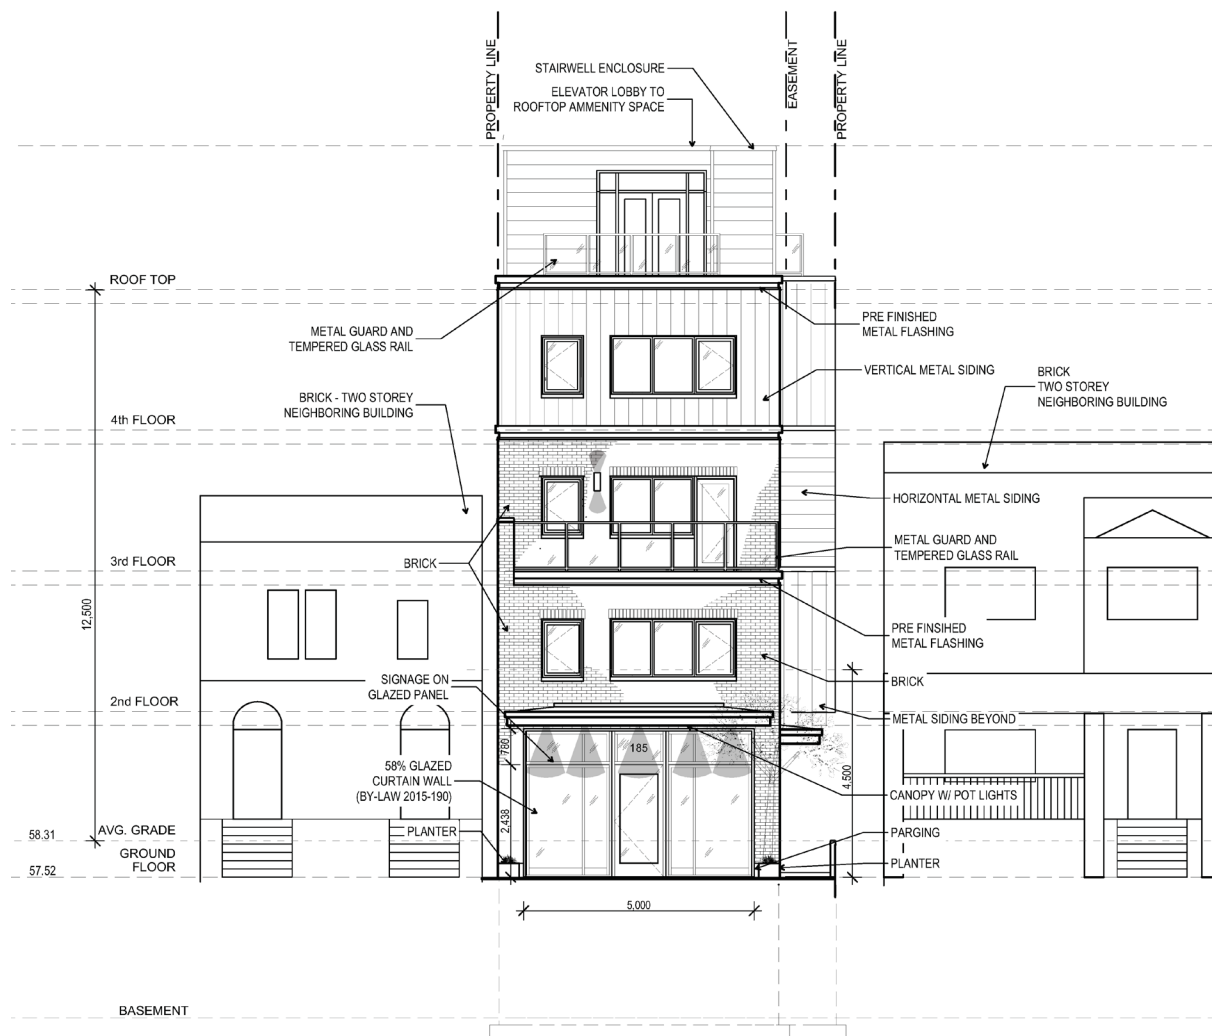 PROPERTY LINE
EASEMENT
PROPERTY LINE
STAIRWELL ENCLOSURE
ELEVATOR LOBBY TO
ROOFTOP AMMENITY SPACE
ROOF TOP
METAL GUARD AND
TEMPERED GLASS RAIL
PRE FINISHED
METAL FLASHING
VERTICAL METAL SIDING
BRICK
TWO STOREY
NEIGHBORING BUILDING
BRICK - TWO STOREY
NEIGHBORING BUILDING
4th FLOOR
HORIZONTAL METAL SIDING
METAL GUARD AND
TEMPERED GLASS RAIL
3rd FLOOR
BRICK
12,500
PRE FINSIHED
METAL FLASHING
SIGNAGE ON
GLAZED PANEL
BRICK
2nd FLOOR
METAL SIDING BEYOND
780
185
58% GLAZED
CURTAIN WALL
(BY-LAW 2015-190)
4,500
CANOPY W/ POT LIGHTS
2,438
58.31
AVG. GRADE
PLANTER
PARGING
GROUND
FLOOR
PLANTER
57.52
5,000
BASEMENT